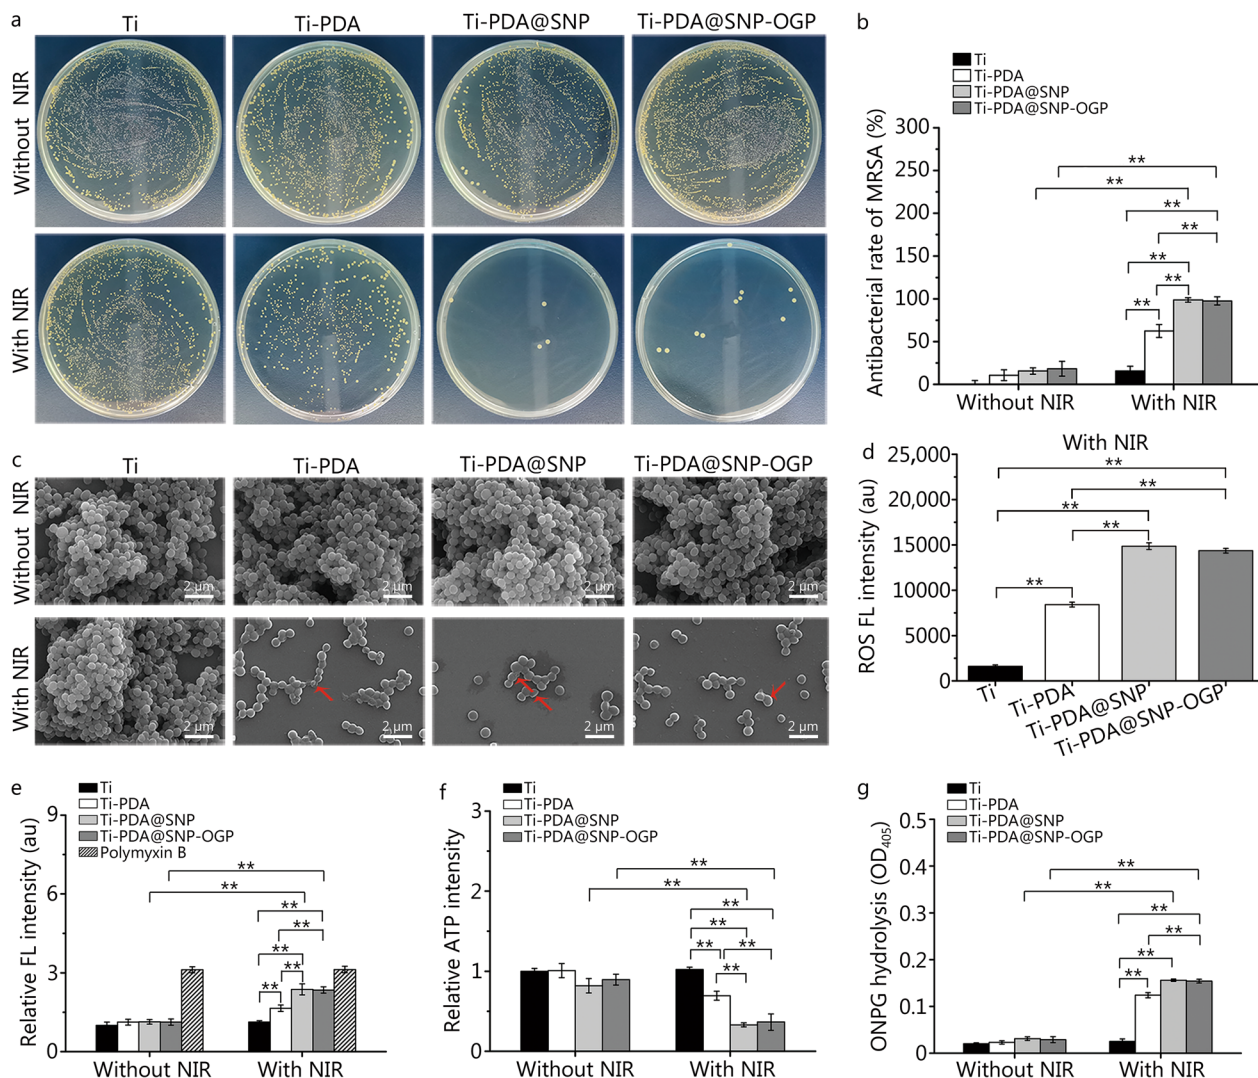 a
Ti
Ti-PDA
Ti-PDA@SNP
Ti-PDA@SNP-OGP
Without NIR
With NIR
b
Ti
Ti-PDA
Ti-PDA@SNP
Ti-PDA@SNP-OGP
Antibacterial rate of MRSA (%)
300
250
200
150
100
50
0
**
**
**
**
**
**
**
Without NIR
With NIR
c
Ti
Ti-PDA
Ti-PDA@SNP
Ti-PDA@SNP-OGP
Without NIR
2 µm
2 µm
2 µm
2 µm
With NIR
2 µm
2 µm
2 µm
2 µm
d
With NIR
ROS FL intensity (au)
25,000
20,000
15000
10000
5000
0
**
**
**
**
**
Ti
Ti-PDA
Ti-PDA@SNP
Ti-PDA@SNP-OGP
e
Ti
Ti-PDA
Ti-PDA@SNP
Ti-PDA@SNP-OGP
Polymyxin B
Relative FL intensity (au)
9
6
3
0
**
**
**
**
**
**
**
Without NIR
With NIR
f
Ti
Ti-PDA
Ti-PDA@SNP
Ti-PDA@SNP-OGP
Relative ATP intensity
3
2
1
0
**
**
**
**
** **
**
Without NIR
With NIR
g
Ti
Ti-PDA
Ti-PDA@SNP
Ti-PDA@SNP-OGP
ONPG hydrolysis (OD405)
0.5
0.4
0.3
0.2
0.1
0
**
**
**
**
**
**
Without NIR
With NIR